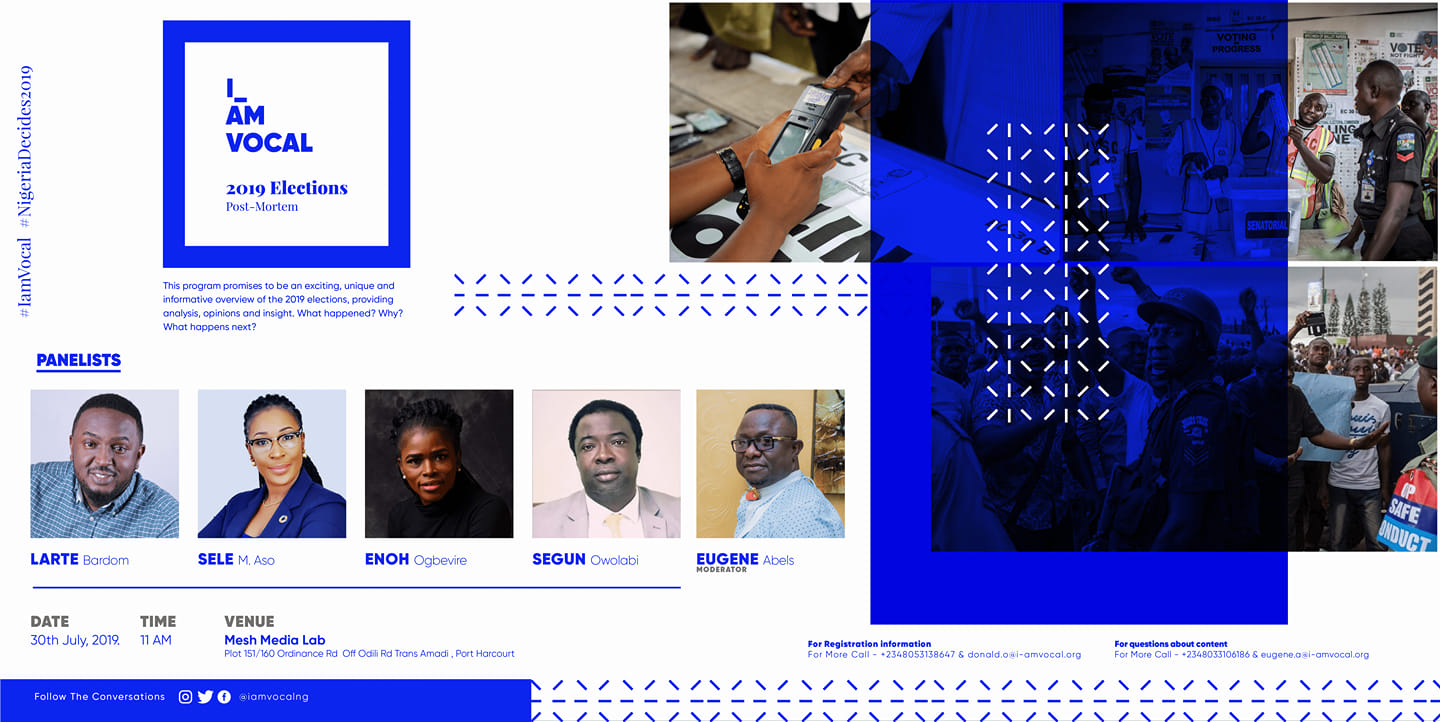 #IamVocal #NigeriaDecides2019
I_
AM
VOCAL
2019 Elections
Post-Mortem
This program promises to be an exciting, unique and
informative overview of the 2019 elections, providing
analysis, opinions and insight. What happened? Why?
What happens next?
VOTING
IN PROGRESS
VOTE
NOT FIGHT
EC 30 E
SENATORIAL
SAFE
CONDUCT
PANELISTS
LARTE Bardom
SELE M. Aso
ENOH Ogbevire
SEGUN Owolabi
EUGENE Abels
MODERATOR
DATE
30th July, 2019.
TIME
11 AM
VENUE
Mesh Media Lab
Plot 151/160 Ordinance Rd Off Odili Rd Trans Amadi , Port Harcourt
For Registration information
For More Call - +2348053138647 & donald.o@i-amvocal.org
For questions about content
For More Call - +2348033106186 & eugene.a@i-amvocal.org
Follow The Conversations @iamvocalng